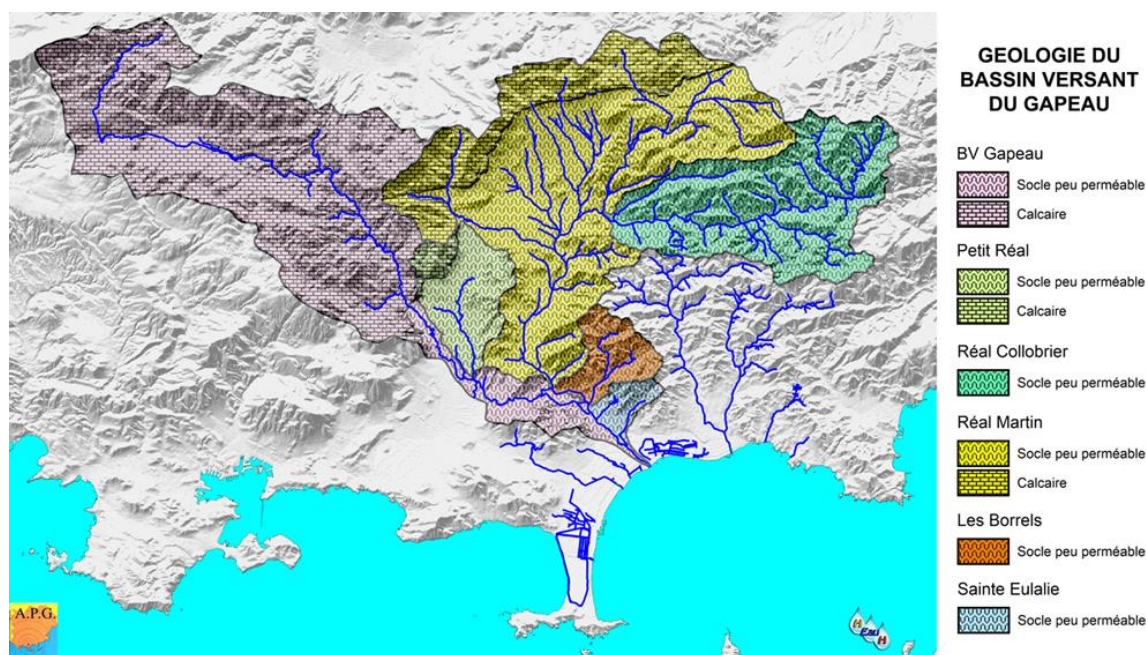 GEOLOGIE DU
BASSIN VERSANT
DU GAPEAU
BV Gapeau
Socle peu perméable
Calcaire
Petit Réal
Socle peu perméable
Calcaire
Réal Collobrier
Socle peu perméable
Réal Martin
Socle peu perméable
Calcaire
Les Borrels
Socle peu perméable
Sainte Eulalie
Socle peu perméable
A.P.G.
H Eau H